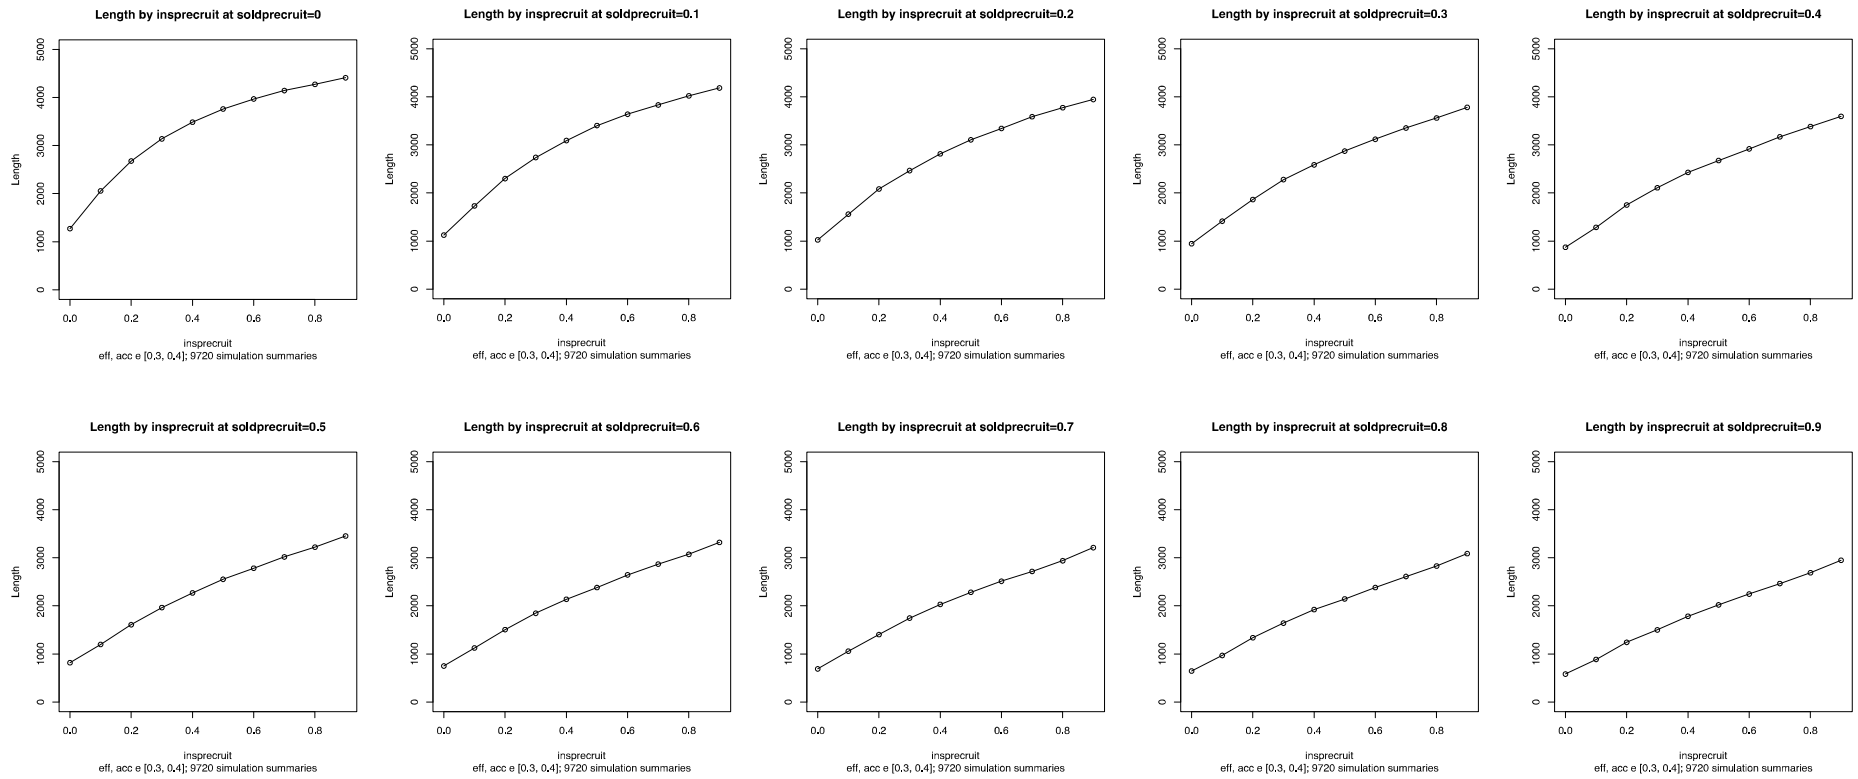 Length by insprecruit at soldprecruit=0
Length
5000
4000
3000
2000
1000
0
0.0 0.2 0.4 0.6 0.8
insprecruit
eff, acc e [0.3, 0.4]; 9720 simulation summaries
Length by insprecruit at soldprecruit=0.1
Length
5000
4000
3000
2000
1000
0
0.0 0.2 0.4 0.6 0.8
insprecruit
eff, acc e [0.3, 0.4]; 9720 simulation summaries
Length by insprecruit at soldprecruit=0.2
Length
5000
4000
3000
2000
1000
0
0.0 0.2 0.4 0.6 0.8
insprecruit
eff, acc e [0.3, 0.4]; 9720 simulation summaries
Length by insprecruit at soldprecruit=0.3
Length
5000
4000
3000
2000
1000
0
0.0 0.2 0.4 0.6 0.8
insprecruit
eff, acc e [0.3, 0.4]; 9720 simulation summaries
Length by insprecruit at soldprecruit=0.4
Length
5000
4000
3000
2000
1000
0
0.0 0.2 0.4 0.6 0.8
insprecruit
eff, acc e [0.3, 0.4]; 9720 simulation summaries
Length by insprecruit at soldprecruit=0.5
Length
5000
4000
3000
2000
1000
0
0.0 0.2 0.4 0.6 0.8
insprecruit
eff, acc e [0.3, 0.4]; 9720 simulation summaries
Length by insprecruit at soldprecruit=0.6
Length
5000
4000
3000
2000
1000
0
0.0 0.2 0.4 0.6 0.8
insprecruit
eff, acc e [0.3, 0.4]; 9720 simulation summaries
Length by insprecruit at soldprecruit=0.7
Length
5000
4000
3000
2000
1000
0
0.0 0.2 0.4 0.6 0.8
insprecruit
eff, acc e [0.3, 0.4]; 9720 simulation summaries
Length by insprecruit at soldprecruit=0.8
Length
5000
4000
3000
2000
1000
0
0.0 0.2 0.4 0.6 0.8
insprecruit
eff, acc e [0.3, 0.4]; 9720 simulation summaries
Length by insprecruit at soldprecruit=0.9
Length
5000
4000
3000
2000
1000
0
0.0 0.2 0.4 0.6 0.8
insprecruit
eff, acc e [0.3, 0.4]; 9720 simulation summaries